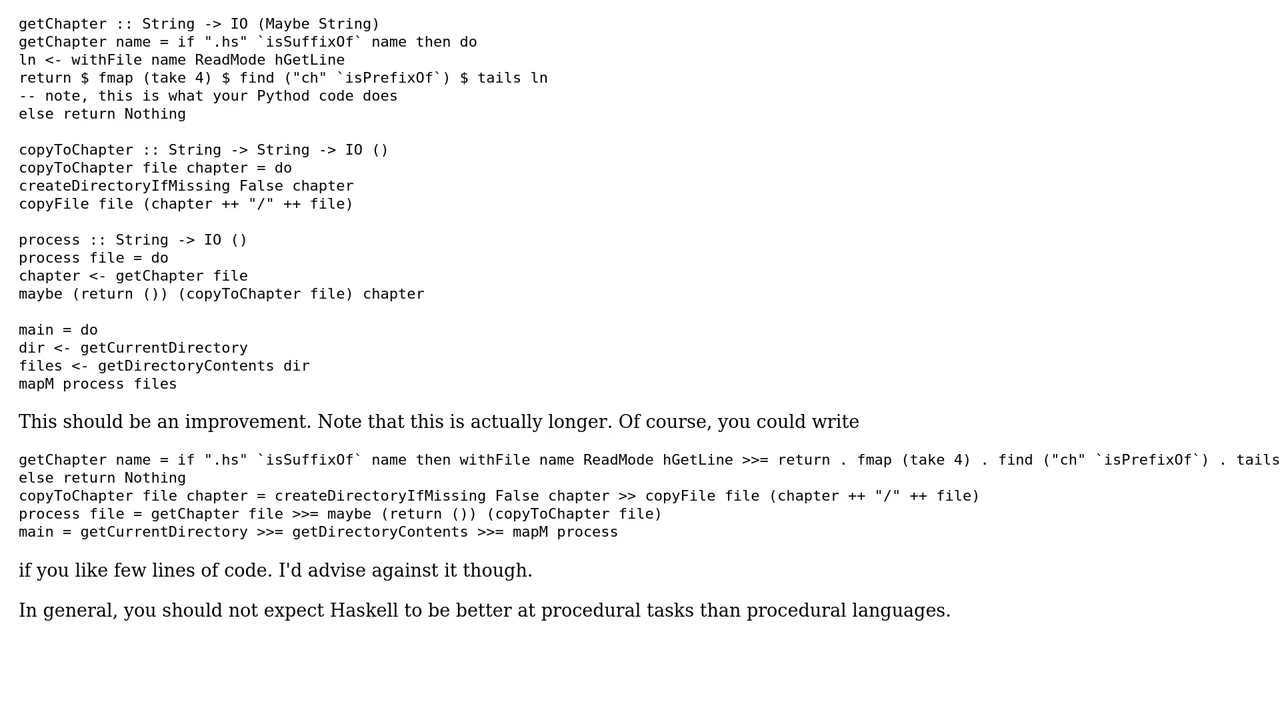 getChapter :: String -> IO (Maybe String)
getChapter name = if ".hs" `isSuffixOf` name then do
ln <- withFile name ReadMode hGetLine
return $ fmap (take 4) $ find ("ch" `isPrefixOf`) $ tails ln
-- note, this is what your Pythod code does
else return Nothing
copyToChapter :: String -> String -> IO ()
copyToChapter file chapter = do
createDirectoryIfMissing False chapter
copyFile file (chapter ++ "/" ++ file)
process :: String -> IO ()
process file = do
chapter <- getChapter file
maybe (return ()) (copyToChapter file) chapter
main = do
dir <- getCurrentDirectory
files <- getDirectoryContents dir
mapM process files
This should be an improvement. Note that this is actually longer. Of course, you could write
getChapter name = if ".hs" `isSuffixOf` name then withFile name ReadMode hGetLine >>= return . fmap (take 4) . find ("ch" `isPrefixOf`) . tails
else return Nothing
copyToChapter file chapter = createDirectoryIfMissing False chapter >> copyFile file (chapter ++ "/" ++ file)
process file = getChapter file >>= maybe (return ()) (copyToChapter file)
main = getCurrentDirectory >>= getDirectoryContents >>= mapM process
if you like few lines of code. I'd advise against it though.
In general, you should not expect Haskell to be better at procedural tasks than procedural languages.